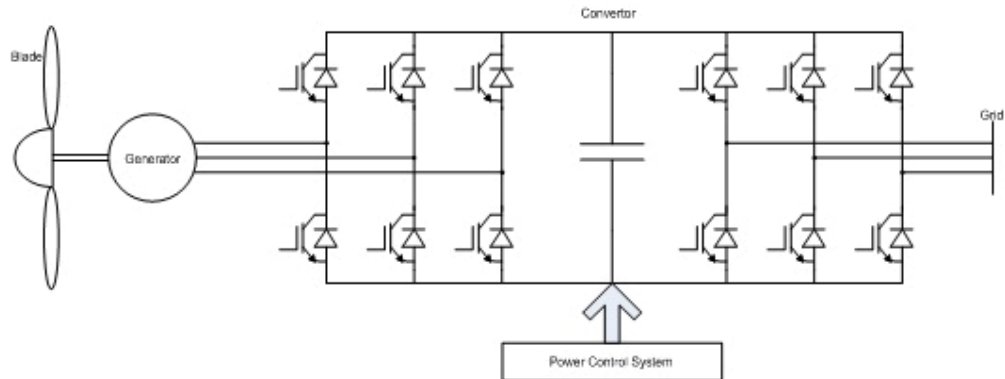 Convertor
Blade
Generator
Grid
Power Control System